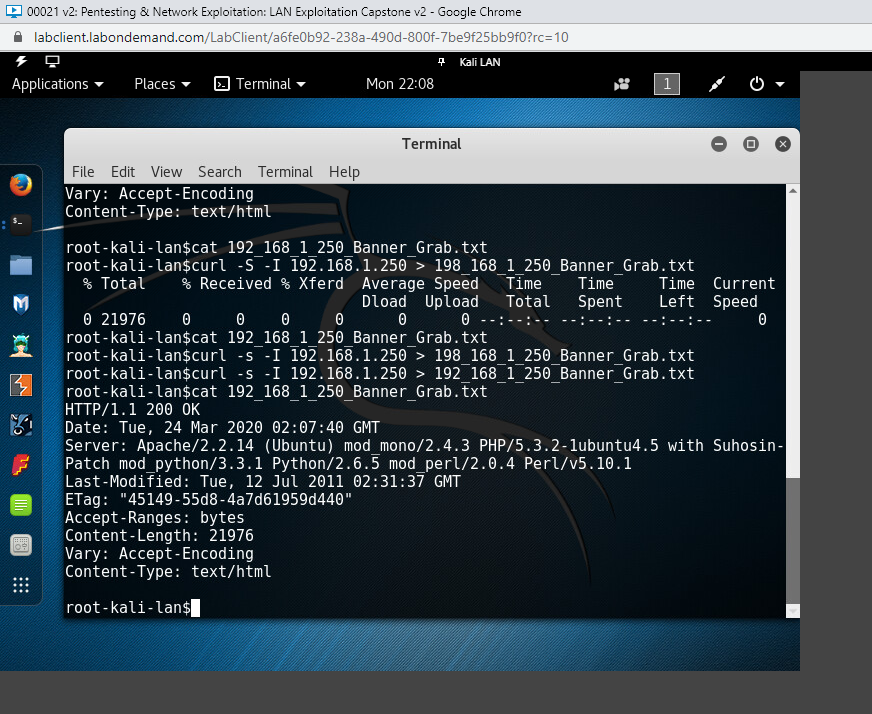 00021 v2: Pentesting & Network Exploitation: LAN Exploitation Capstone v2 - Google Chrome
labclient.labondemand.com/LabClient/a6fe0b92-238a-490d-800f-7be9f25bb9f0?rc=10
Kali LAN
Applications Places Terminal Mon 22:08 1
Terminal
File Edit View Search Terminal Help
Vary: Accept-Encoding
Content-Type: text/html
root-kali-lan$cat 192_168_1_250_Banner_Grab.txt
root-kali-lan$curl -S -I 192.168.1.250 > 198_168_1_250_Banner_Grab.txt
  % Total    % Received % Xferd  Average Speed   Time    Time     Time  Current
                                 Dload  Upload   Total   Spent    Left  Speed
  0 21976    0     0    0     0      0      0 --:--:-- --:--:-- --:--:--     0
root-kali-lan$cat 192_168_1_250_Banner_Grab.txt
root-kali-lan$curl -s -I 192.168.1.250 > 198_168_1_250_Banner_Grab.txt
root-kali-lan$curl -s -I 192.168.1.250 > 192_168_1_250_Banner_Grab.txt
root-kali-lan$cat 192_168_1_250_Banner_Grab.txt
HTTP/1.1 200 OK
Date: Tue, 24 Mar 2020 02:07:40 GMT
Server: Apache/2.2.14 (Ubuntu) mod_mono/2.4.3 PHP/5.3.2-1ubuntu4.5 with Suhosin-
Patch mod_python/3.3.1 Python/2.6.5 mod_perl/2.0.4 Perl/v5.10.1
Last-Modified: Tue, 12 Jul 2011 02:31:37 GMT
ETag: "45149-55d8-4a7d61959d440"
Accept-Ranges: bytes
Content-Length: 21976
Vary: Accept-Encoding
Content-Type: text/html
root-kali-lan$